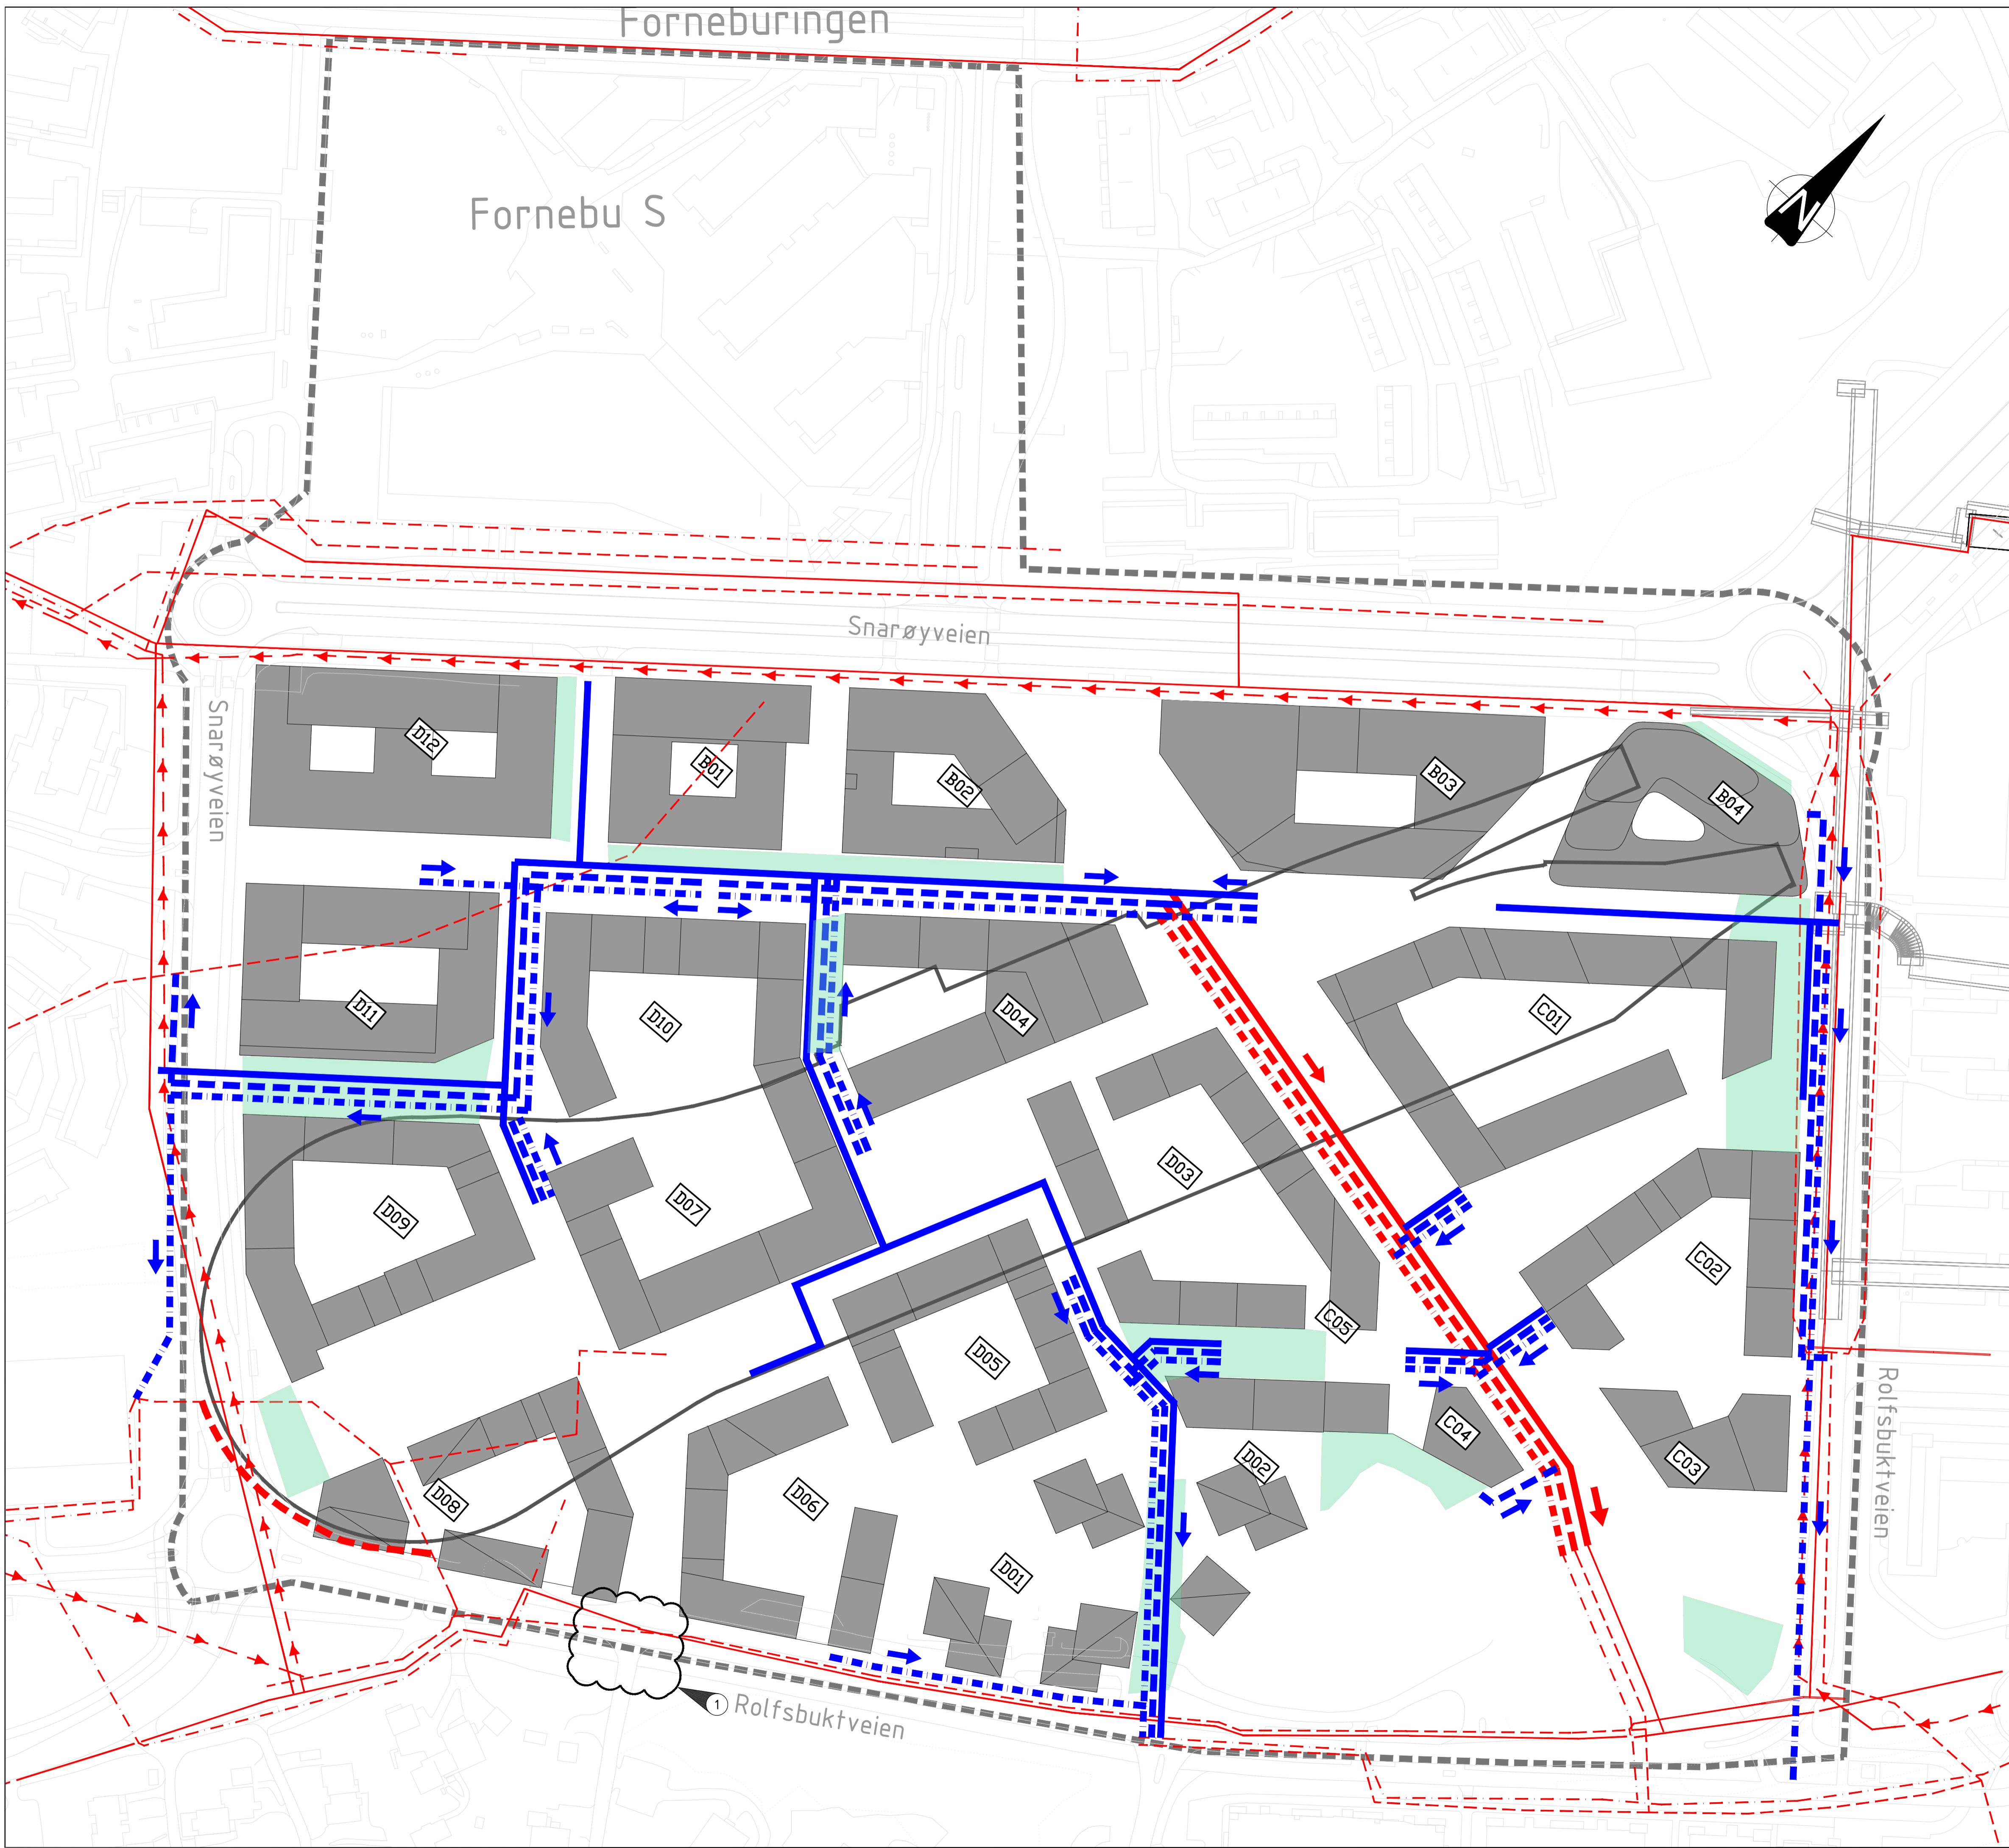 Forneburingen
N
Fornebu S
Snarøyveien
Snarøyveien
D12
B01
B02
B03
B04
D11
D10
D04
C01
D09
D07
D03
C02
D05
C05
D08
D06
D02
C04
C03
D01
Rolfsbuktveien
1
Rolfsbuktveien